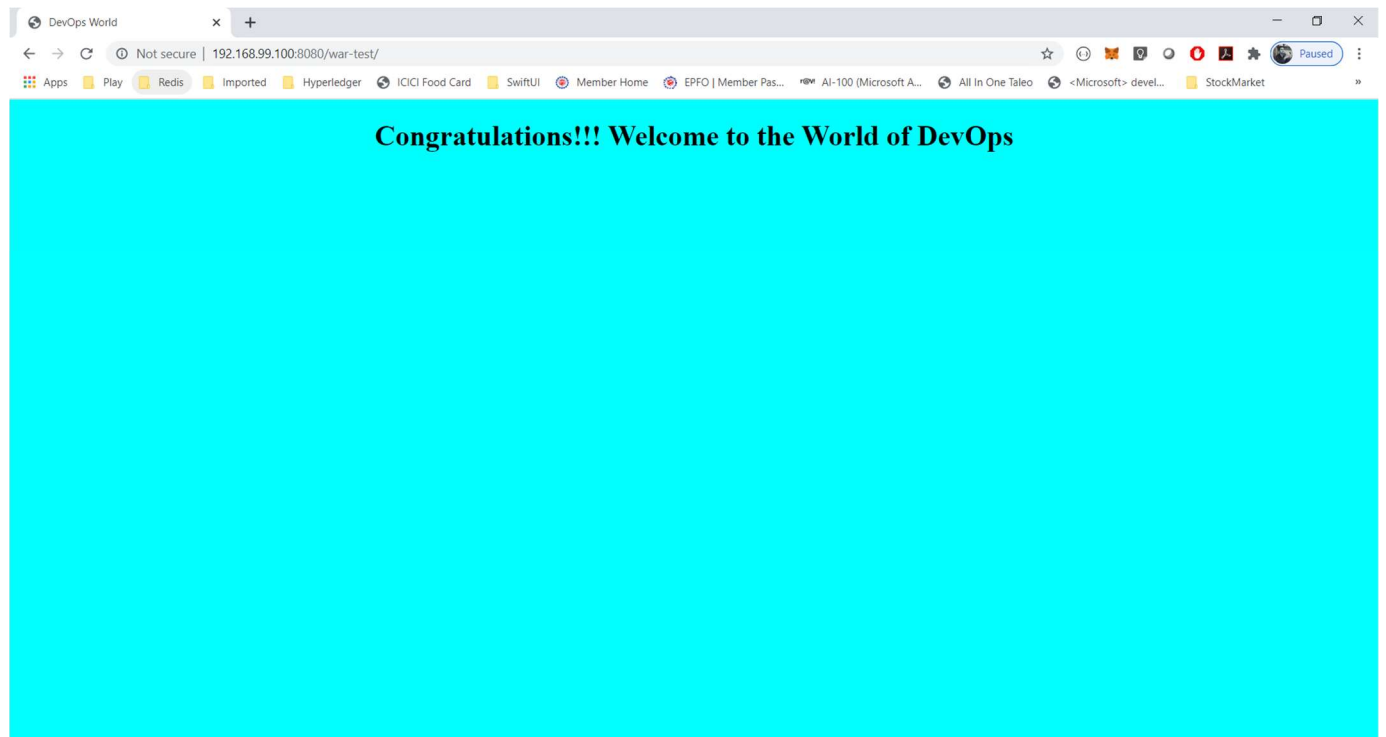 DevOps World
Not secure | 192.168.99.100:8080/war-test/
Paused
Apps Play Redis Imported Hyperledger ICICI Food Card SwiftUI Member Home EPFO | Member Pas... AI-100 (Microsoft A... All In One Taleo <Microsoft> devel... StockMarket »
Congratulations!!! Welcome to the World of DevOps